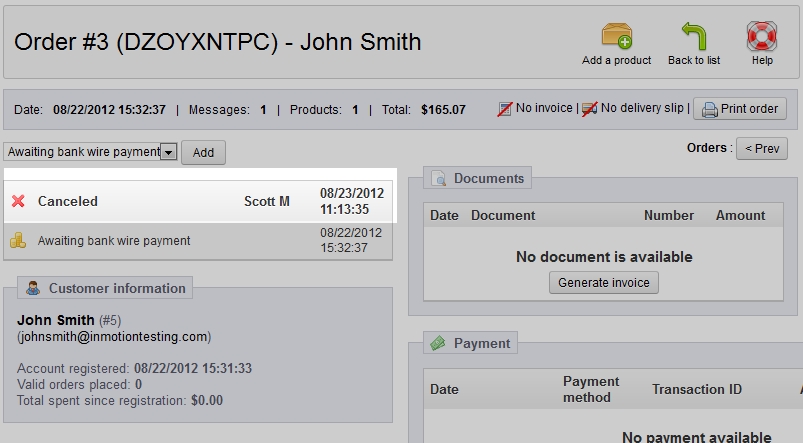 Order #3 (DZOYXNTPC) - John Smith
Add a product
Back to list
Help
Date: 08/22/2012 15:32:37 | Messages: 1 | Products: 1 | Total: $165.07
No invoice | No delivery slip | Print order
Awaiting bank wire payment
Add
Orders : < Prev
Canceled Scott M 08/23/2012
11:13:35
Awaiting bank wire payment 08/22/2012
15:32:37
Customer information
John Smith (#5)
(johnsmith@inmotiontesting.com)
Account registered: 08/22/2012 15:31:33
Valid orders placed: 0
Total spent since registration: $0.00
Documents
Date Document Number Amount
No document is available
Generate invoice
Payment
Date Payment method Transaction ID A
No payment available